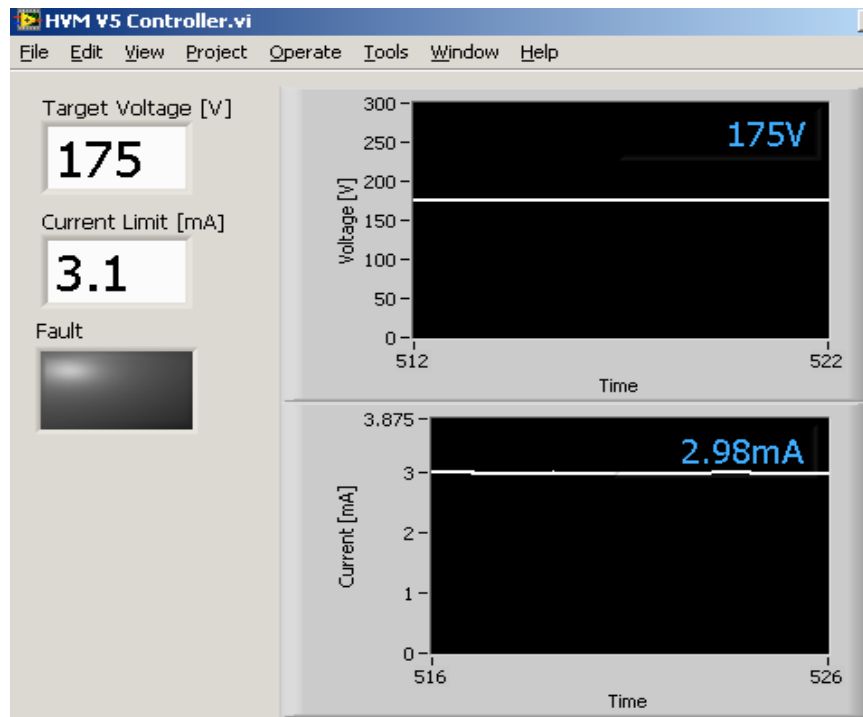 HVM V5 Controller.vi
File Edit View Project Operate Tools Window Help
Target Voltage [V]
175
Current Limit [mA]
3.1
Fault
300
250
200
150
100
50
0
Voltage [V]
175V
512
522
Time
3.875
3
2
1
0
Current [mA]
2.98mA
516
526
Time